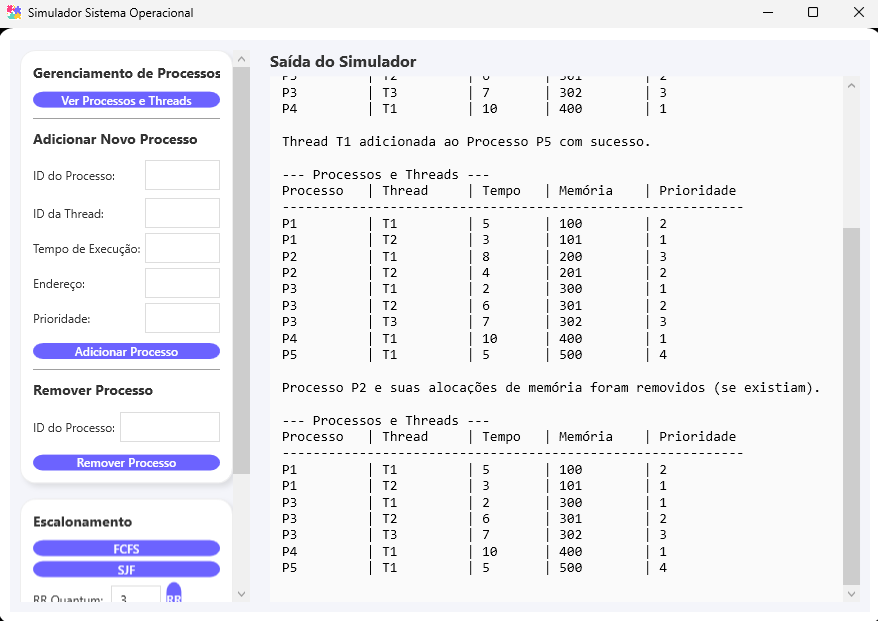 Simulador Sistema Operacional
Gerenciamento de Processos
Ver Processos e Threads
Adicionar Novo Processo
ID do Processo:
ID da Thread:
Tempo de Execução:
Endereço:
Prioridade:
Adicionar Processo
Remover Processo
ID do Processo:
Remover Processo
Escalonamento
FCFS
SJF
RR Quantum: 3 RR
Saída do Simulador
P3 | T2 | 6 | 301 | 2
P3 | T3 | 7 | 302 | 3
P4 | T1 | 10 | 400 | 1
Thread T1 adicionada ao Processo P5 com sucesso.
--- Processos e Threads ---
Processo | Thread | Tempo | Memória | Prioridade
------------------------------------------------------------
P1 | T1 | 5 | 100 | 2
P1 | T2 | 3 | 101 | 1
P2 | T1 | 8 | 200 | 3
P2 | T2 | 4 | 201 | 2
P3 | T1 | 2 | 300 | 1
P3 | T2 | 6 | 301 | 2
P3 | T3 | 7 | 302 | 3
P4 | T1 | 10 | 400 | 1
P5 | T1 | 5 | 500 | 4
Processo P2 e suas alocações de memória foram removidos (se existiam).
--- Processos e Threads ---
Processo | Thread | Tempo | Memória | Prioridade
------------------------------------------------------------
P1 | T1 | 5 | 100 | 2
P1 | T2 | 3 | 101 | 1
P3 | T1 | 2 | 300 | 1
P3 | T2 | 6 | 301 | 2
P3 | T3 | 7 | 302 | 3
P4 | T1 | 10 | 400 | 1
P5 | T1 | 5 | 500 | 4